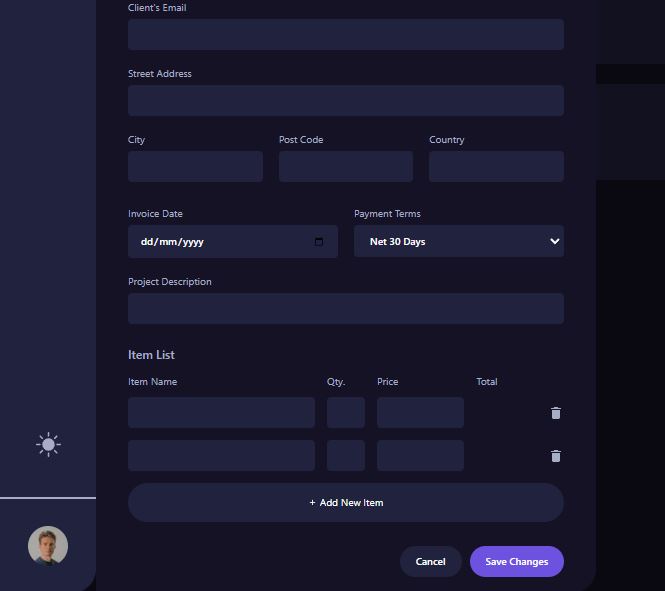 Client's Email
Street Address
City Post Code Country
Invoice Date Payment Terms
dd/mm/yyyy Net 30 Days
Project Description
Item List
Item Name Qty. Price Total
+ Add New Item
Cancel Save Changes